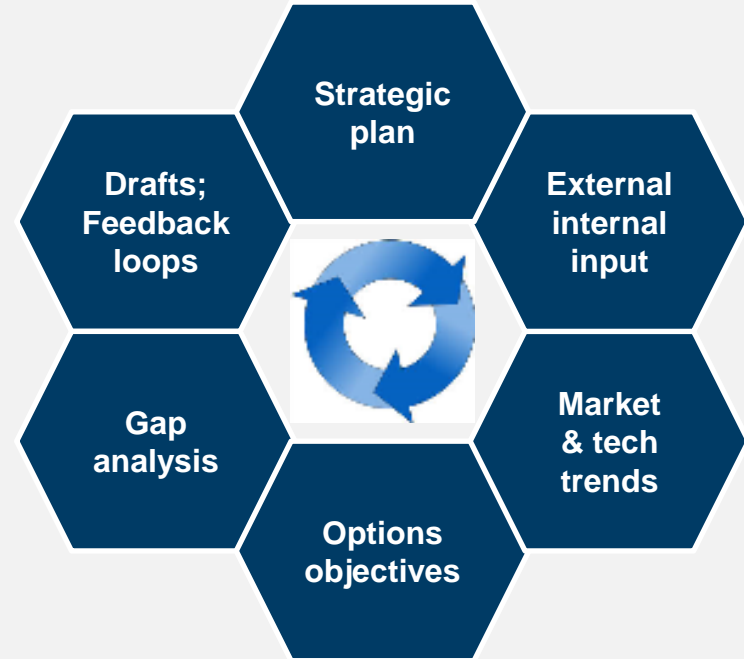 Strategic
plan
External
internal
input
Market
& tech
trends
Options
objectives
Gap
analysis
Drafts;
Feedback
loops